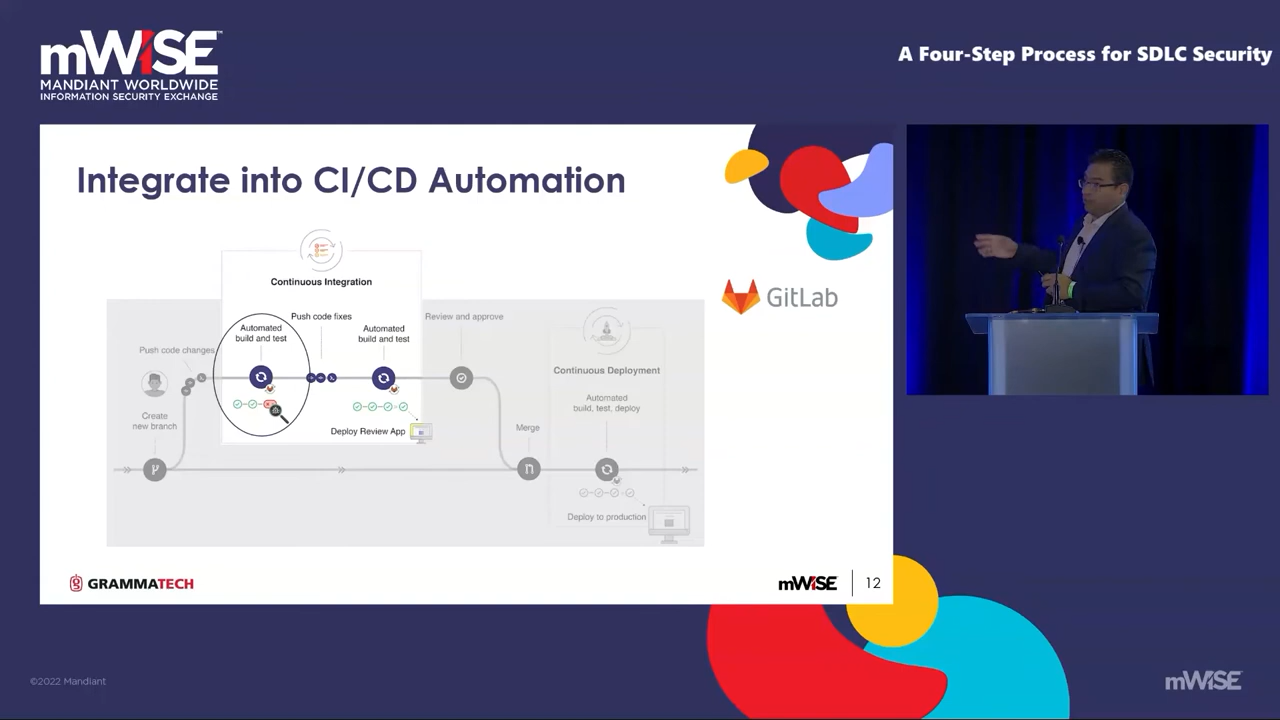 mWISE
MANDIANT WORLDWIDE
INFORMATION SECURITY EXCHANGE
A Four-Step Process for SDLC Security
Integrate into CI/CD Automation
GitLab
Continuous Integration
Push code fixes
Review and approve
Automated
build and test
Automated
build and test
Push code changes
Continuous Deployment
Automated
build, test, deploy
Create
new branch
Deploy Review App
Merge
Deploy to production
GRAMMATECH
mWISE
12
©2022 Mandiant
mWISE